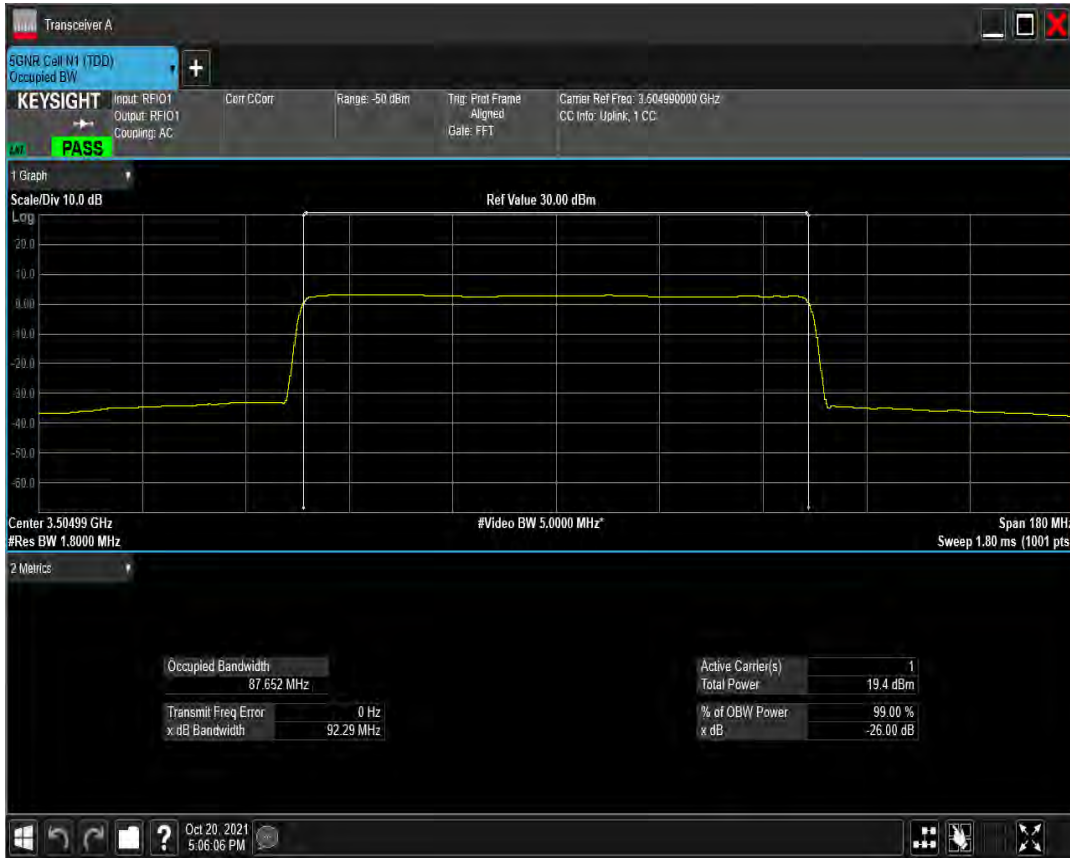 Transceiver A
5GNR Cell N1 (TDD)
Occupied BW
+
KEYSIGHT
PASS
Input: RFIO1
Output: RFIO1
Coupling: AC
Corr CCorr
Range: -50 dBm
Trig: Prot Frame
Aligned
Gate: FFT
Carrier Ref Freq: 3.504990000 GHz
CC Info: Uplink, 1 CC
1 Graph
Scale/Div 10.0 dB
Ref Value 30.00 dBm
Log
20.0
10.0
0.00
-10.0
-20.0
-30.0
-40.0
-50.0
-60.0
Center 3.50499 GHz
#Video BW 5.0000 MHz*
Span 180 MHz
#Res BW 1.8000 MHz
Sweep 1.80 ms (1001 pts
2 Metrics
Occupied Bandwidth
87.652 MHz
Transmit Freq Error 0 Hz
x dB Bandwidth 92.29 MHz
Active Carrier(s) 1
Total Power 19.4 dBm
% of OBW Power 99.00 %
x dB -26.00 dB
?
Oct 20, 2021
5:06:06 PM